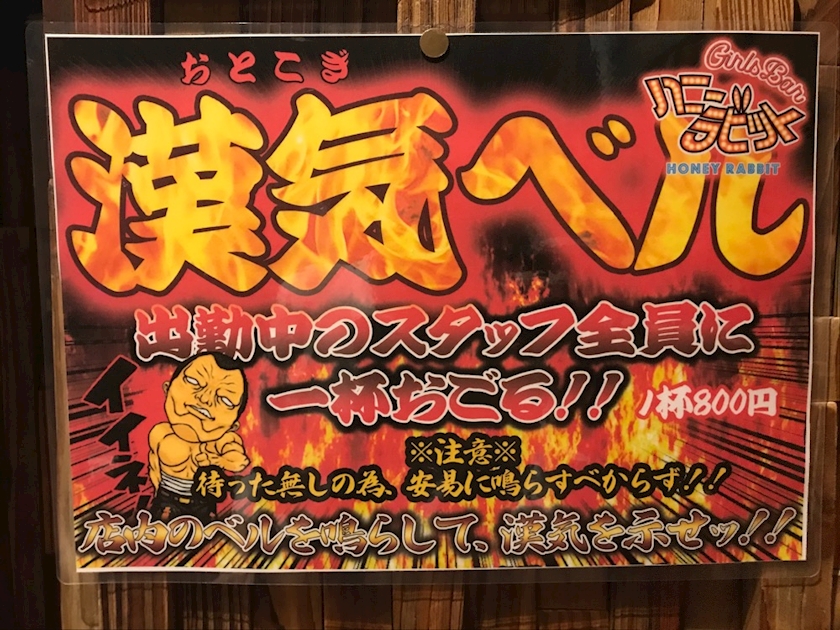 おとこぎ
漢気ベル
Girls Bar
ハニーラビット
HONEY RABBIT
出勤中のスタッフ全員に
一杯おごる!!
1杯800円
イイネ!
※注意※
待った無しの為、安易に鳴らすべからず!!
店内のベルを鳴らして、漢気を示せッ!!